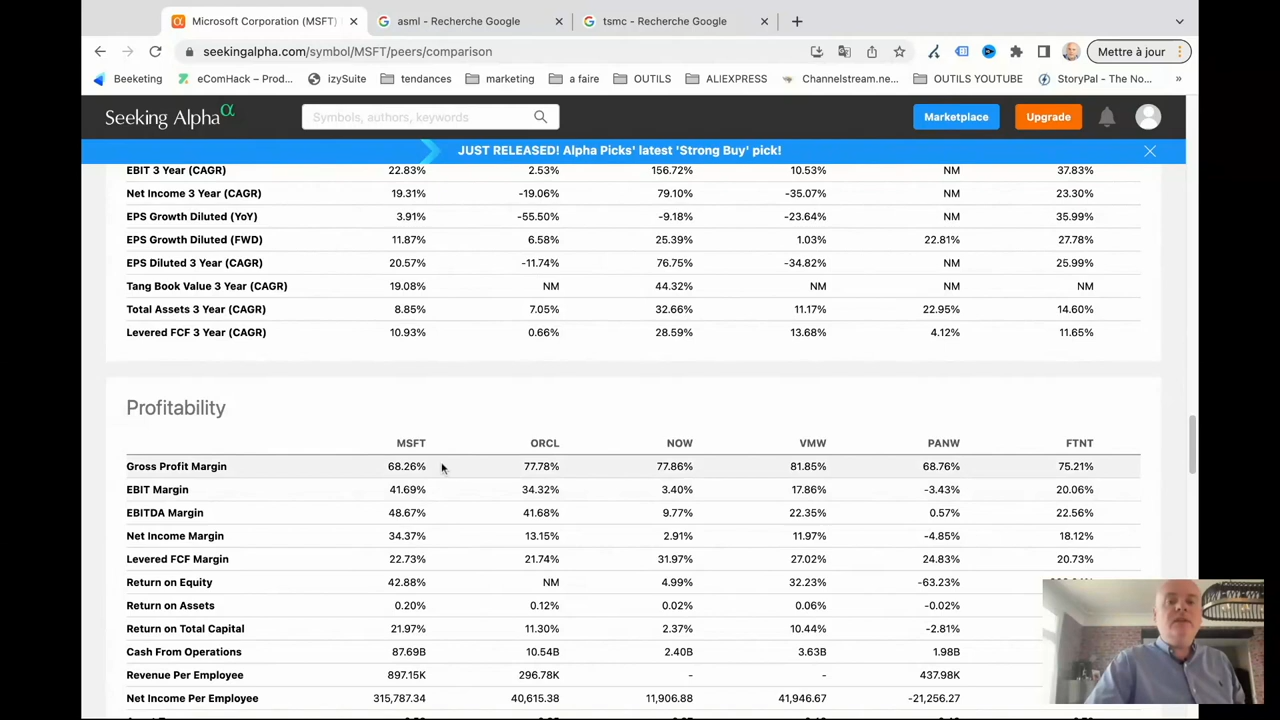 Microsoft Corporation (MSFT)
asml - Recherche Google
tsmc - Recherche Google
seekingalpha.com/symbol/MSFT/peers/comparison
Mettre à jour
Beeketing eComHack – Prod... izySuite tendances marketing a faire OUTILS ALIEXPRESS Channelstream.ne... OUTILS YOUTUBE StoryPal - The No... »
Seeking Alpha α
Symbols, authors, keywords
Marketplace
Upgrade
JUST RELEASED! Alpha Picks' latest 'Strong Buy' pick!
EBIT 3 Year (CAGR) 22.83% 2.53% 156.72% 10.53% NM 37.83%
Net Income 3 Year (CAGR) 19.31% -19.06% 79.10% -35.07% NM 23.30%
EPS Growth Diluted (YoY) 3.91% -55.50% -9.18% -23.64% NM 35.99%
EPS Growth Diluted (FWD) 11.87% 6.58% 25.39% 1.03% 22.81% 27.78%
EPS Diluted 3 Year (CAGR) 20.57% -11.74% 76.75% -34.82% NM 25.99%
Tang Book Value 3 Year (CAGR) 19.08% NM 44.32% NM NM NM
Total Assets 3 Year (CAGR) 8.85% 7.05% 32.66% 11.17% 22.95% 14.60%
Levered FCF 3 Year (CAGR) 10.93% 0.66% 28.59% 13.68% 4.12% 11.65%
Profitability
MSFT ORCL NOW VMW PANW FTNT
Gross Profit Margin 68.26% 77.78% 77.86% 81.85% 68.76% 75.21%
EBIT Margin 41.69% 34.32% 3.40% 17.86% -3.43% 20.06%
EBITDA Margin 48.67% 41.68% 9.77% 22.35% 0.57% 22.56%
Net Income Margin 34.37% 13.15% 2.91% 11.97% -4.85% 18.12%
Levered FCF Margin 22.73% 21.74% 31.97% 27.02% 24.83% 20.73%
Return on Equity 42.88% NM 4.99% 32.23% -63.23%
Return on Assets 0.20% 0.12% 0.02% 0.06% -0.02%
Return on Total Capital 21.97% 11.30% 2.37% 10.44% -2.81%
Cash From Operations 87.69B 10.54B 2.40B 3.63B 1.98B
Revenue Per Employee 897.15K 296.78K - - 437.98K
Net Income Per Employee 315,787.34 40,615.38 11,906.88 41,946.67 -21,256.27